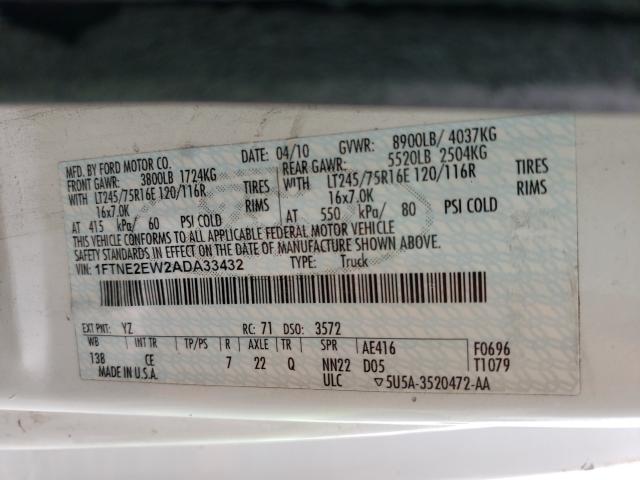 MFD. BY FORD MOTOR CO. DATE: 04/10 GVWR: 8900LB/ 4037KG
FRONT GAWR: 3800LB 1724KG REAR GAWR: 5520LB 2504KG
WITH LT245/75R16E 120/116R TIRES WITH LT245/75R16E 120/116R TIRES
16x7.0K RIMS 16x7.0K RIMS
AT 415 kPa/ 60 PSI COLD AT 550 kPa/ 80 PSI COLD
THIS VEHICLE CONFORMS TO ALL APPLICABLE FEDERAL MOTOR VEHICLE
SAFETY STANDARDS IN EFFECT ON THE DATE OF MANUFACTURE SHOWN ABOVE.
VIN: 1FTNE2EW2ADA33432 TYPE: Truck
EXT PNT: YZ RC: 71 DSO: 3572
WB INT TR TP/PS R AXLE TR SPR AE416 F0696
138 CE 7 22 Q NN22 D05 T1079
MADE IN U.S.A. ULC ▽5U5A-3520472-AA